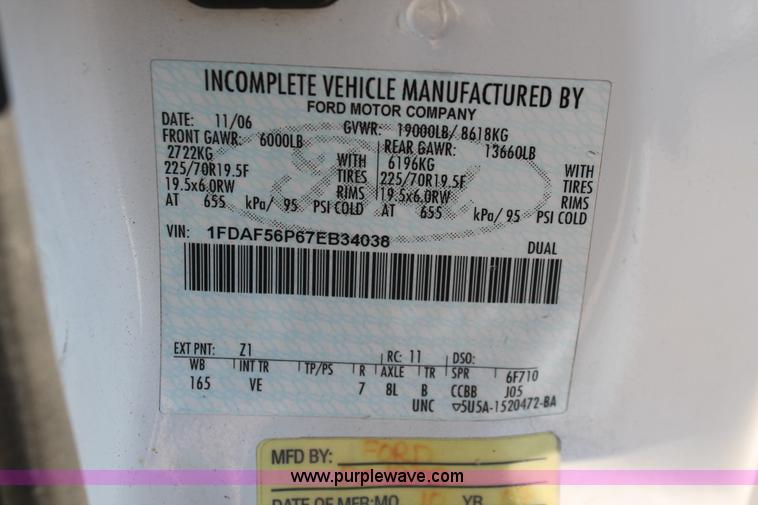 INCOMPLETE VEHICLE MANUFACTURED BY
FORD MOTOR COMPANY
DATE: 11/06 GVWR: 19000LB/ 8618KG
FRONT GAWR: 6000LB REAR GAWR: 13660LB
2722KG WITH 6196KG WITH
225/70R19.5F TIRES 225/70R19.5F TIRES
19.5x6.0RW RIMS 19.5x6.0RW RIMS
AT 655 kPa/ 95 PSI COLD AT 655 kPa/ 95 PSI COLD
VIN: 1FDAF56P67EB34038 DUAL
EXT PNT: Z1 RC: 11 DSO:
WB INT TR TP/PS R AXLE TR SPR 6F710
165 VE 7 8L B CCBB J05
UNC ▽5U5A-1520472-BA
MFD BY: FORD
www.purplewave.com
DATE OF MFR: MO. 10 YR.